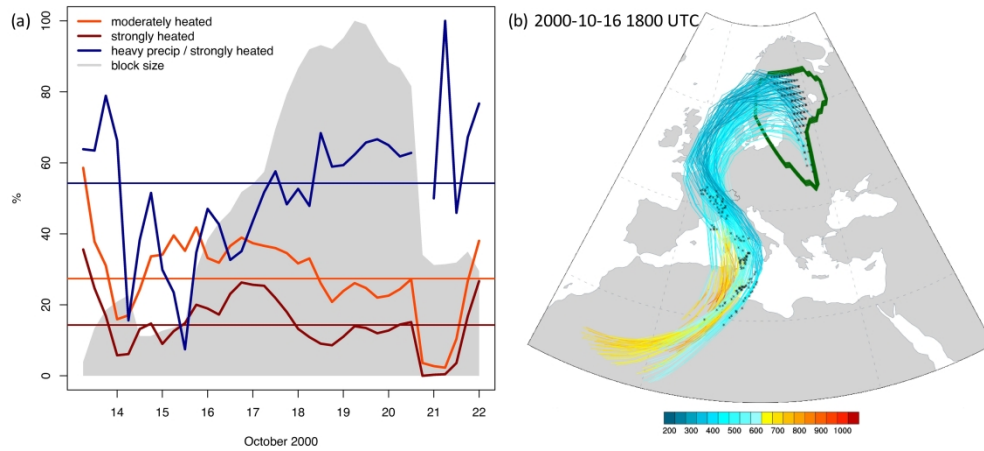 (a)
moderately heated
strongly heated
heavy precip / strongly heated
block size
100
80
60
40
20
0
%
14 15 16 17 18 19 20 21 22
October 2000
(b) 2000-10-16 1800 UTC
200 300 400 500 600 700 800 900 1000